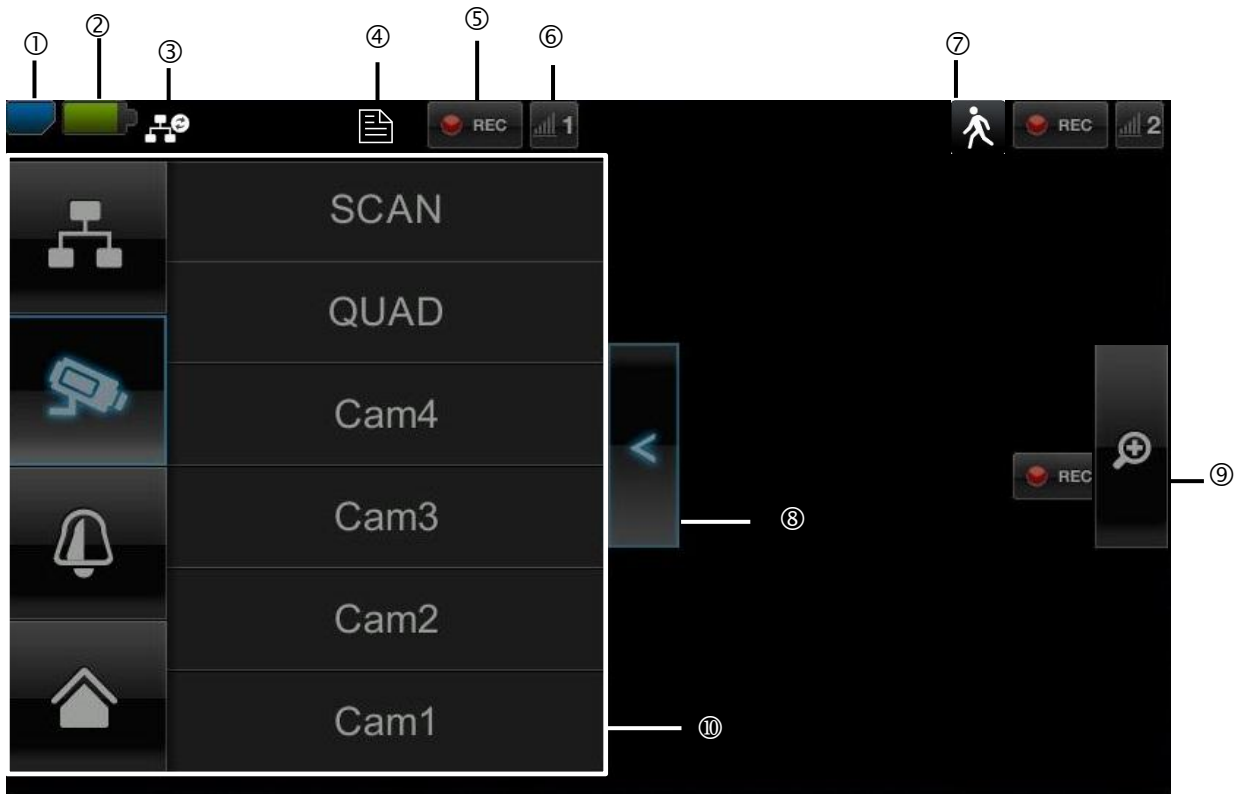 ① ② ③ ④ ⑤ ⑥ ⑦
REC 1 REC 2
SCAN
QUAD
Cam4
<
REC ⑨
Cam3
⑧
Cam2
Cam1 ⑩